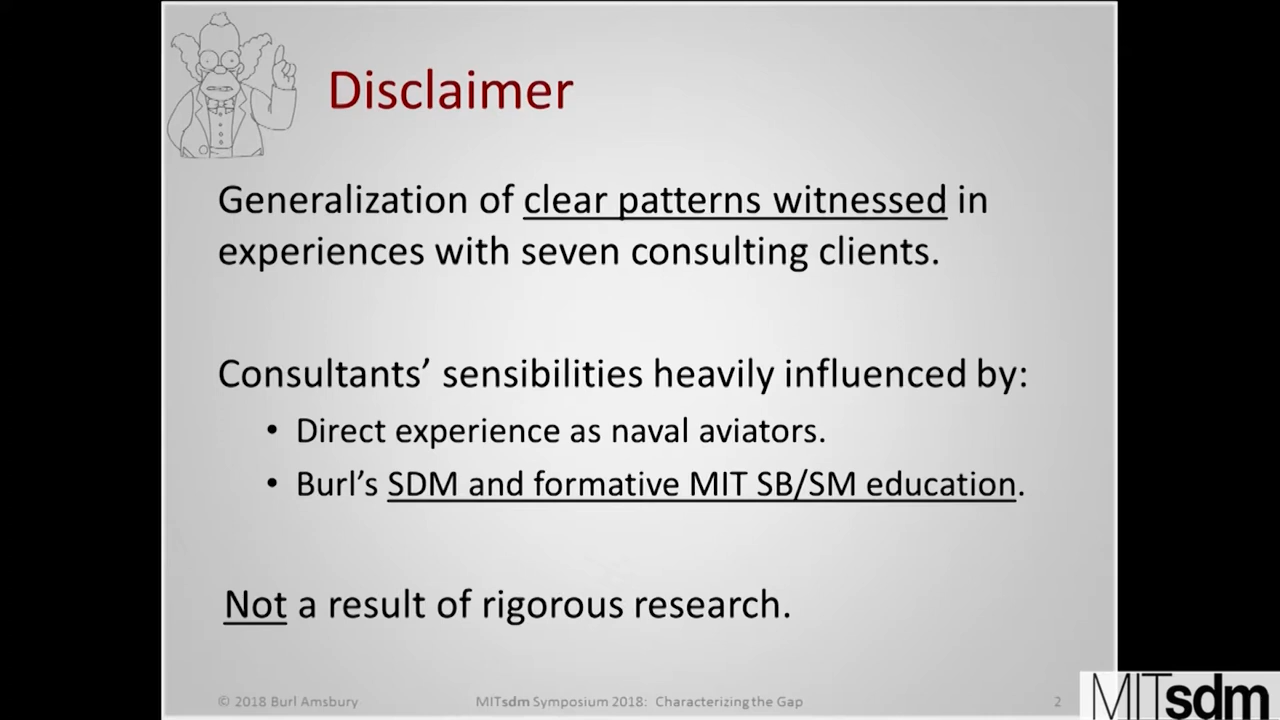 Disclaimer
Generalization of clear patterns witnessed in
experiences with seven consulting clients.
Consultants’ sensibilities heavily influenced by:
• Direct experience as naval aviators.
• Burl’s SDM and formative MIT SB/SM education.
Not a result of rigorous research.
© 2018 Burl Amsbury MITsdm Symposium 2018: Characterizing the Gap 2
MITsdm